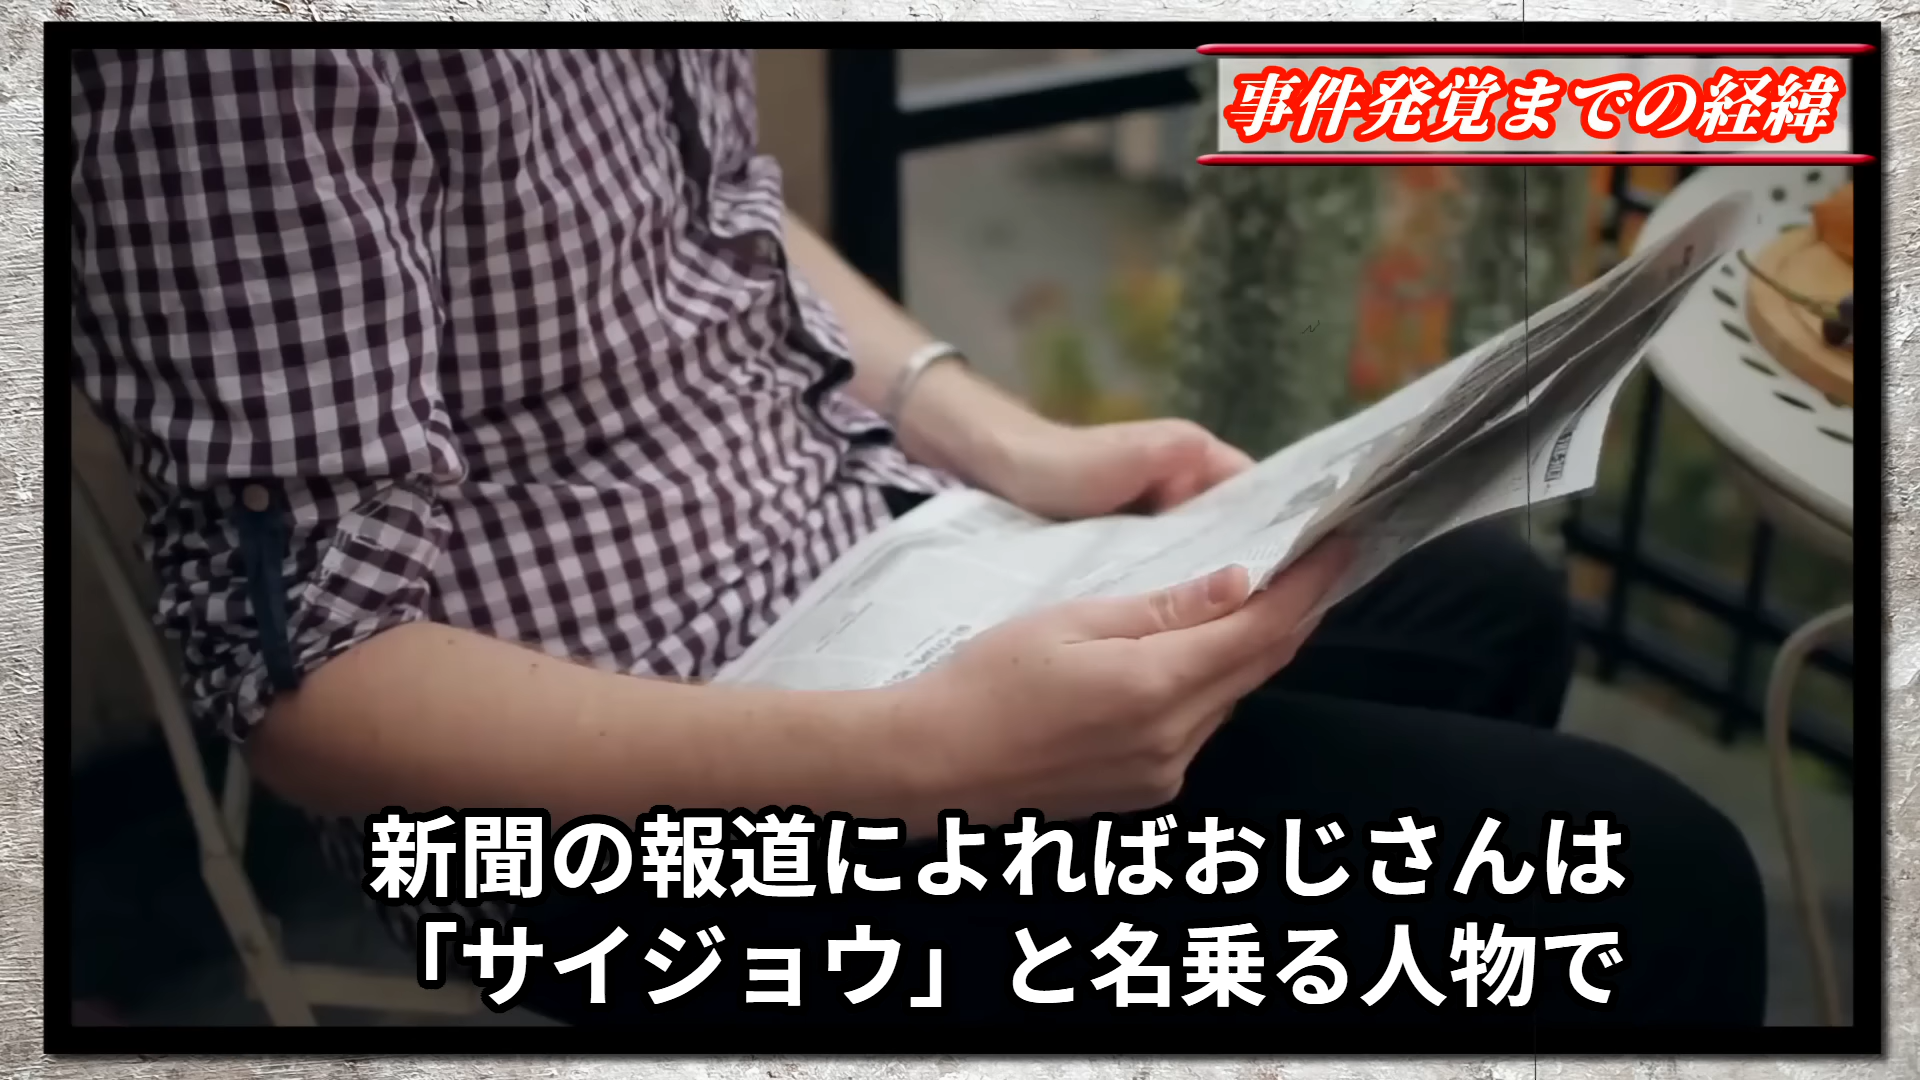 事件発覚までの経緯
新聞の報道によればおじさんは
「サイジョウ」と名乗る人物で